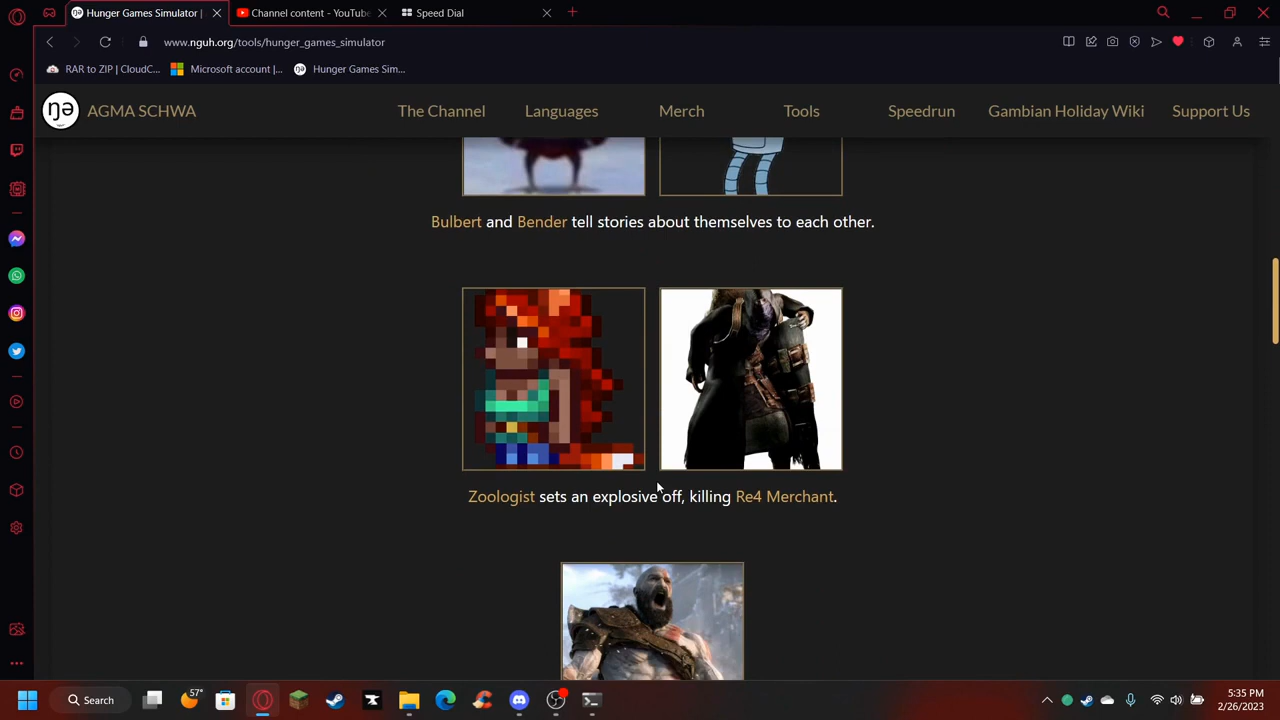 Hunger Games Simulator |
Channel content - YouTube
Speed Dial
www.nguh.org/tools/hunger_games_simulator
RAR to ZIP | CloudC...
Microsoft account |...
Hunger Games Sim...
ŋə
AGMA SCHWA
The Channel
Languages
Merch
Tools
Speedrun
Gambian Holiday Wiki
Support Us
Bulbert and Bender tell stories about themselves to each other.
Zoologist sets an explosive off, killing Re4 Merchant.
Search
57°
5:35 PM
2/26/2023